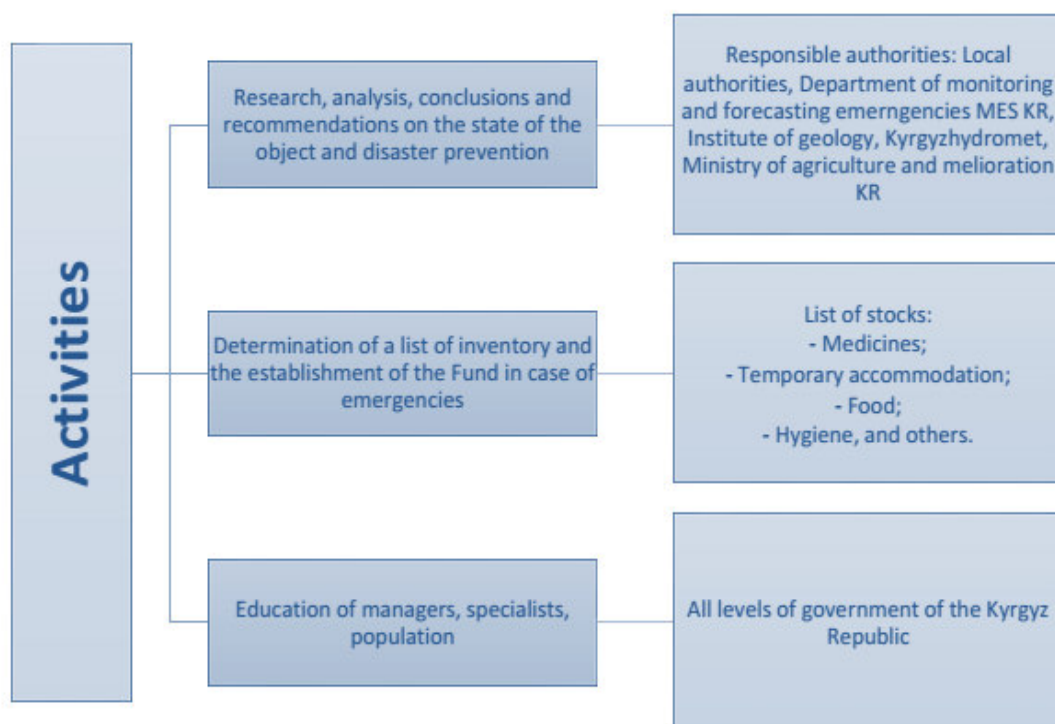 Activities
Research, analysis, conclusions and
recommendations on the state of the
object and disaster prevention
Responsible authorities: Local
authorities, Department of monitoring
and forecasting emerngencies MES KR,
Institute of geology, Kyrgyzhydromet,
Ministry of agriculture and melioration
KR
Determination of a list of inventory and
the establishment of the Fund in case of
emergencies
List of stocks:
- Medicines;
- Temporary accommodation;
- Food;
- Hygiene, and others.
Education of managers, specialists,
population
All levels of government of the Kyrgyz
Republic